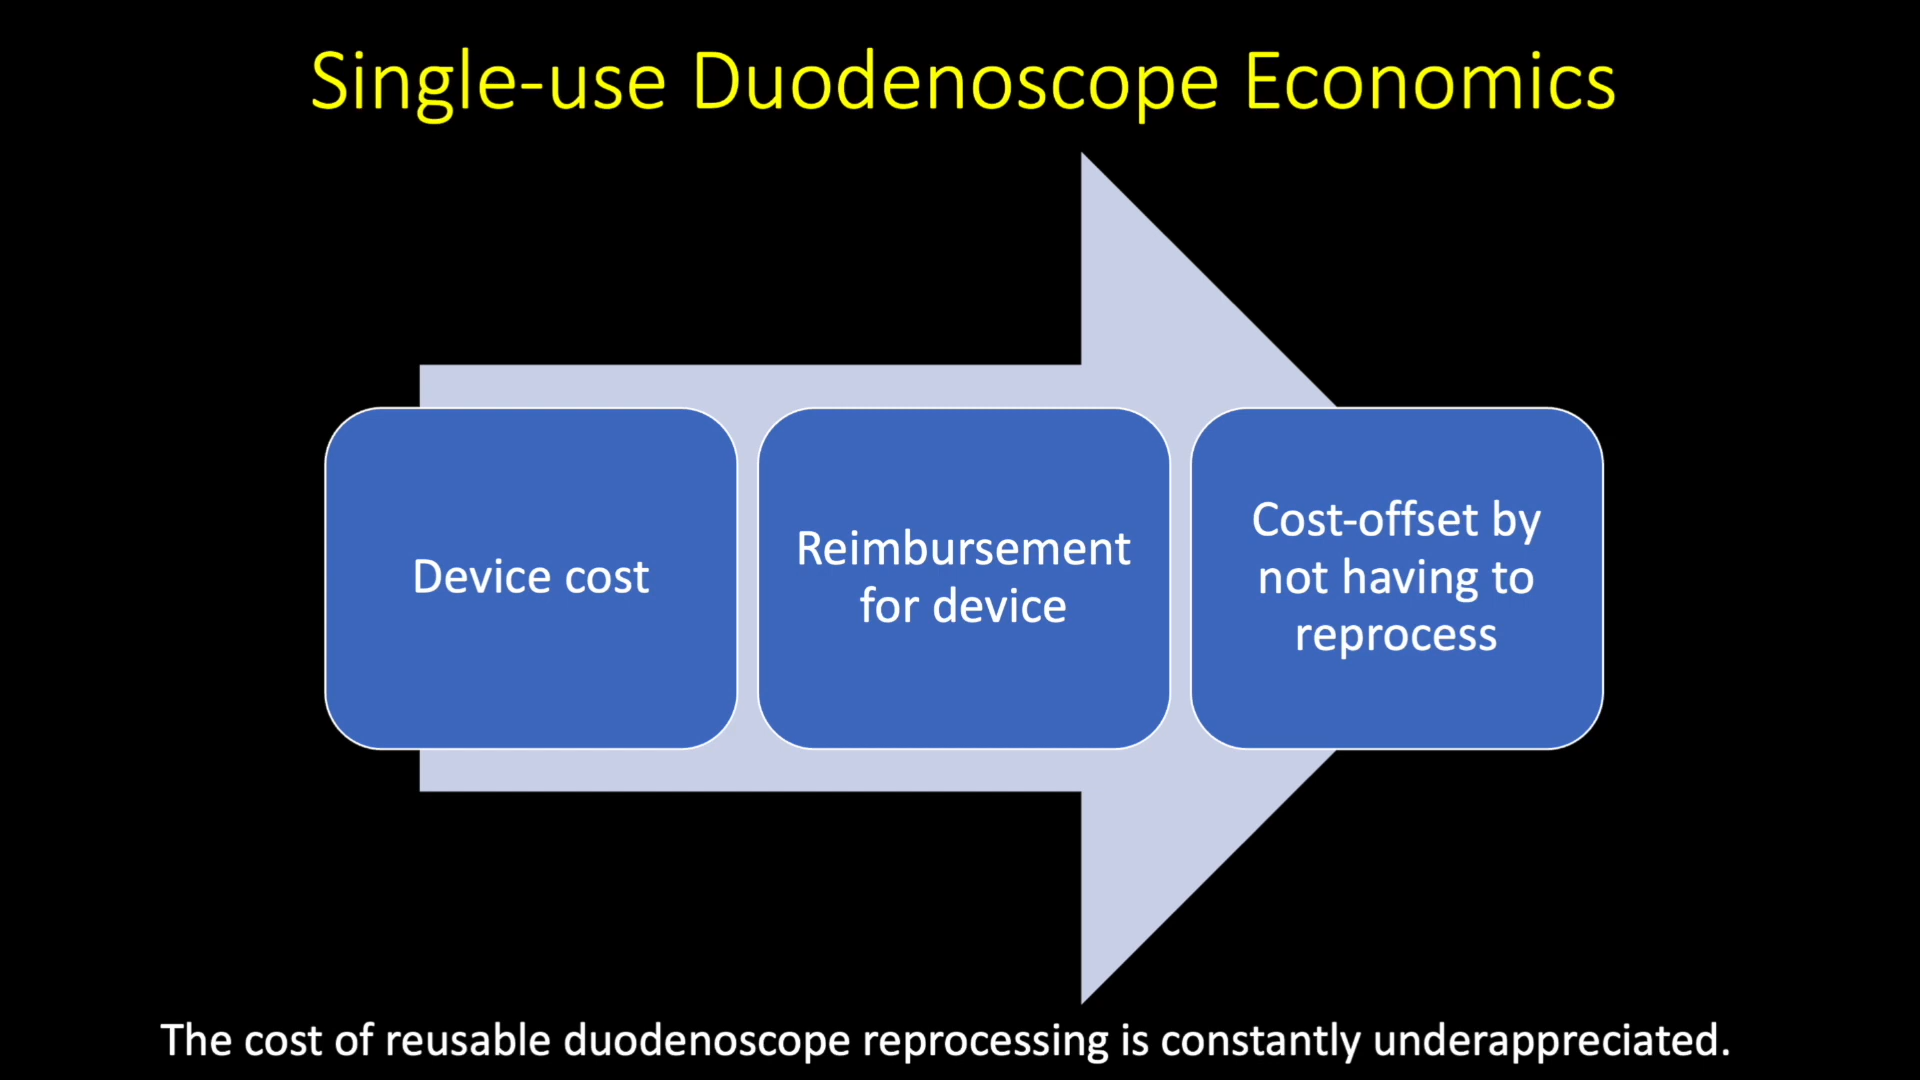 Single-use Duodenoscope Economics
Device cost
Reimbursement
for device
Cost-offset by
not having to
reprocess
The cost of reusable duodenoscope reprocessing is constantly underappreciated.